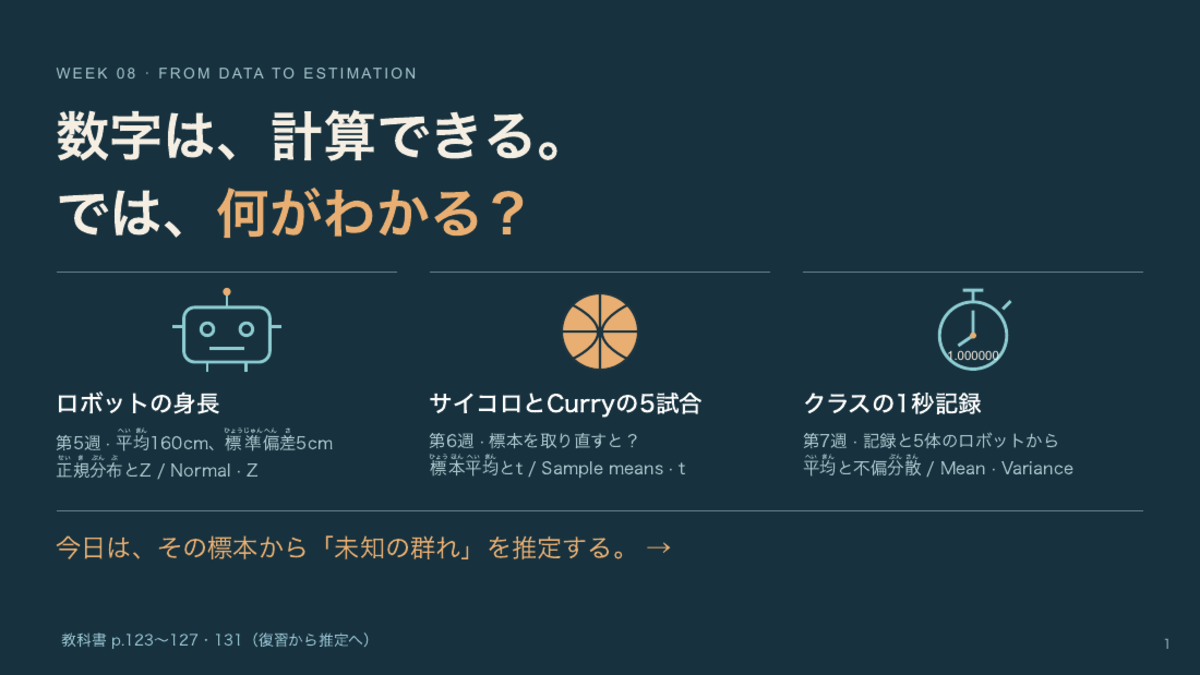 WEEK 08 · FROM DATA TO ESTIMATION
数字は、計算できる。
では、何がわかる？
1.000000
ロボットの身長
第5週 · 平均160cm、標準偏差5cm
正規分布とZ / Normal · Z
サイコロとCurryの5試合
第6週 · 標本を取り直すと？
標本平均とt / Sample means · t
クラスの1秒記録
第7週 · 記録と5体のロボットから
平均と不偏分散 / Mean · Variance
今日は、その標本から「未知の群れ」を推定する。 →
教科書 p.123〜127 · 131（復習から推定へ）
1